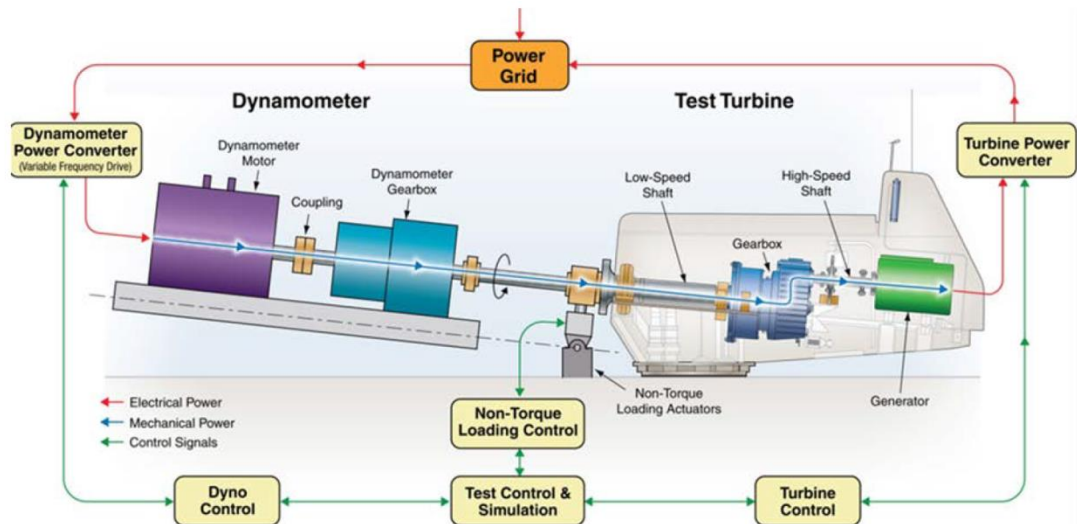 Power
Grid
Dynamometer
Test Turbine
Dynamometer
Power Converter
(Variable Frequency Drive)
Turbine Power
Converter
Dynamometer
Motor
Coupling
Dynamometer
Gearbox
Low-Speed
Shaft
High-Speed
Shaft
Gearbox
Non-Torque
Loading Actuators
Generator
Electrical Power
Mechanical Power
Control Signals
Non-Torque
Loading Control
Dyno
Control
Test Control &
Simulation
Turbine
Control